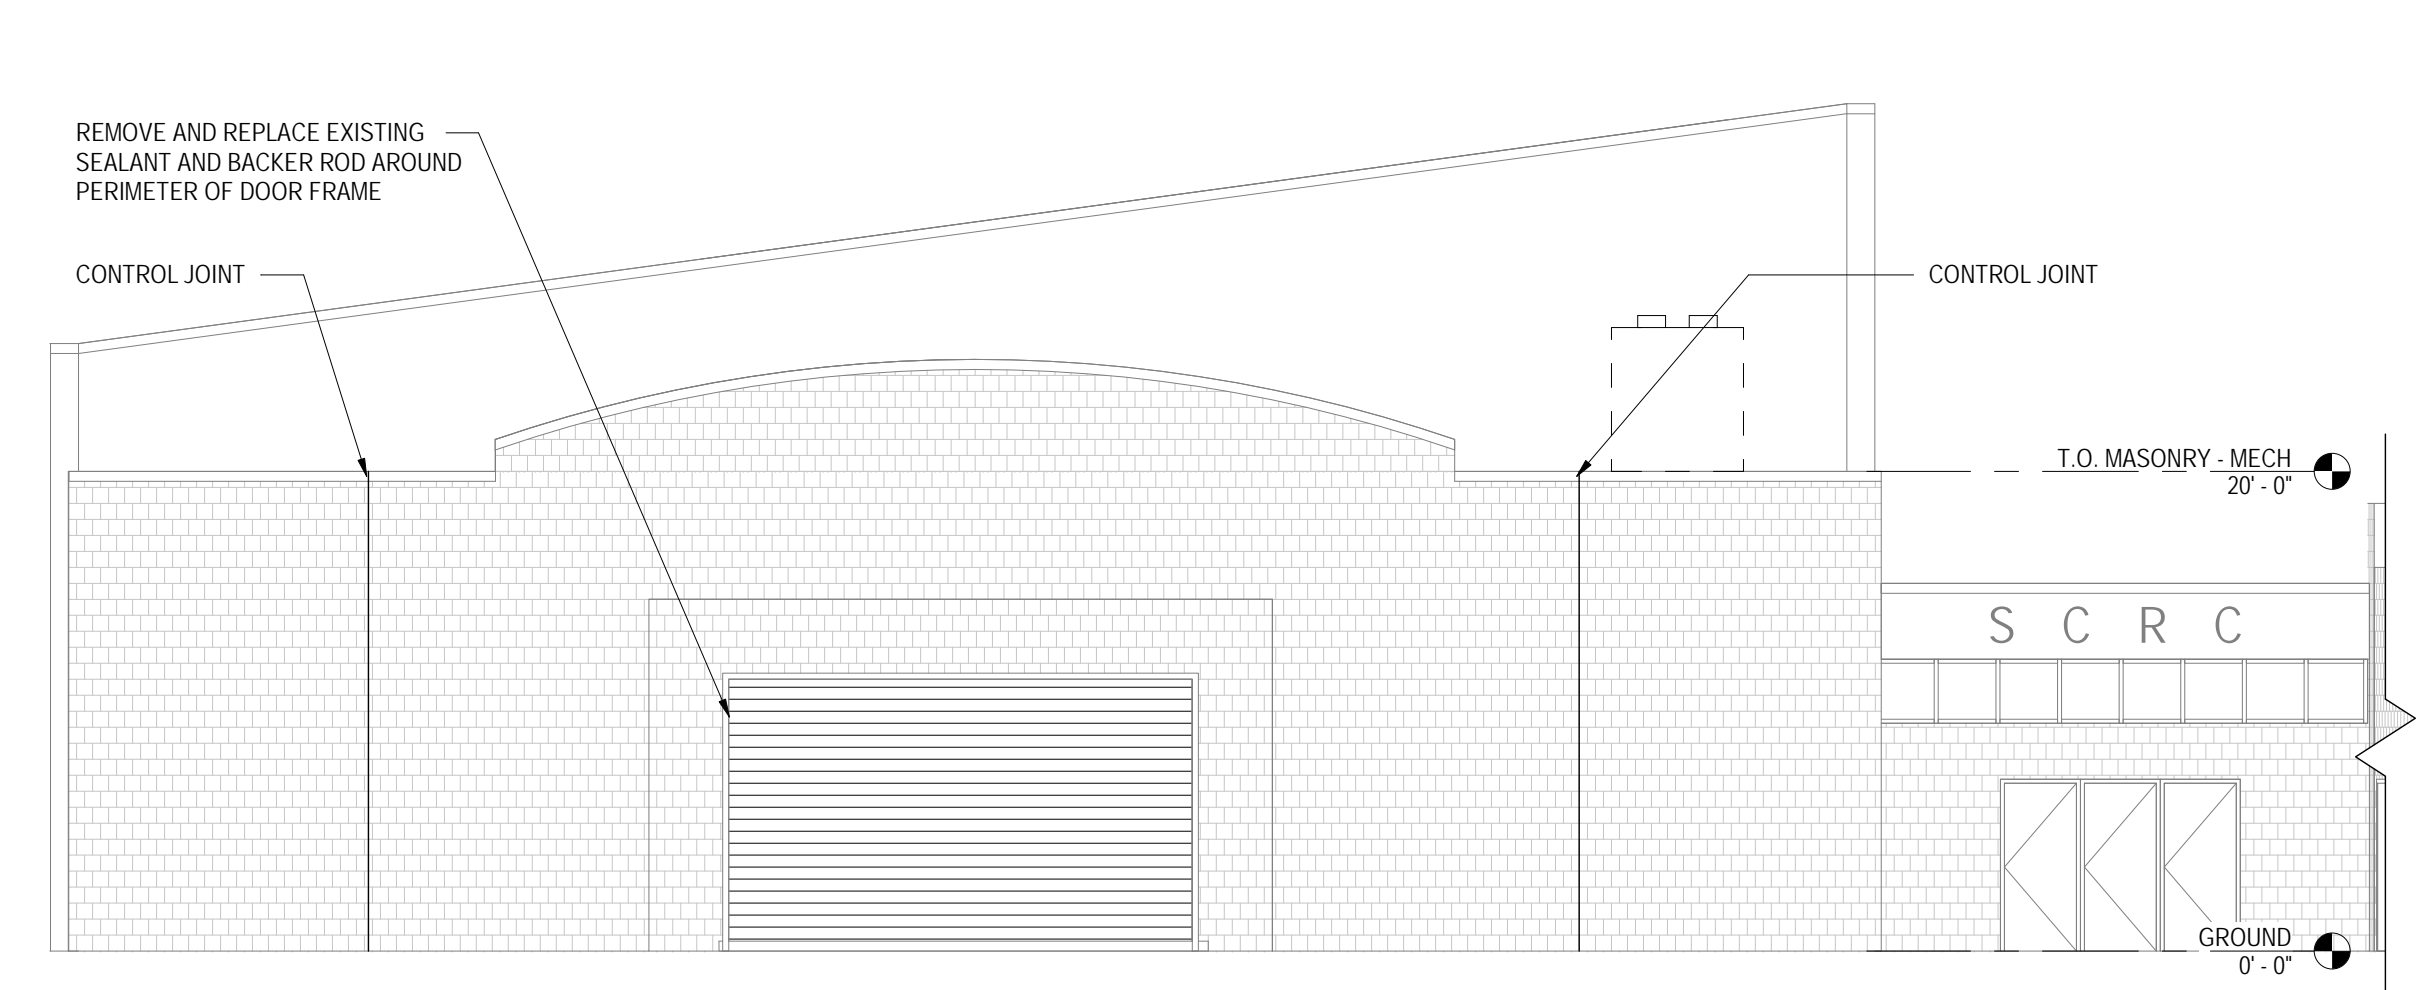 REMOVE AND REPLACE EXISTING
SEALANT AND BACKER ROD AROUND
PERIMETER OF DOOR FRAME
CONTROL JOINT
CONTROL JOINT
T.O. MASONRY - MECH
20' - 0"
S C R C
GROUND
0' - 0"